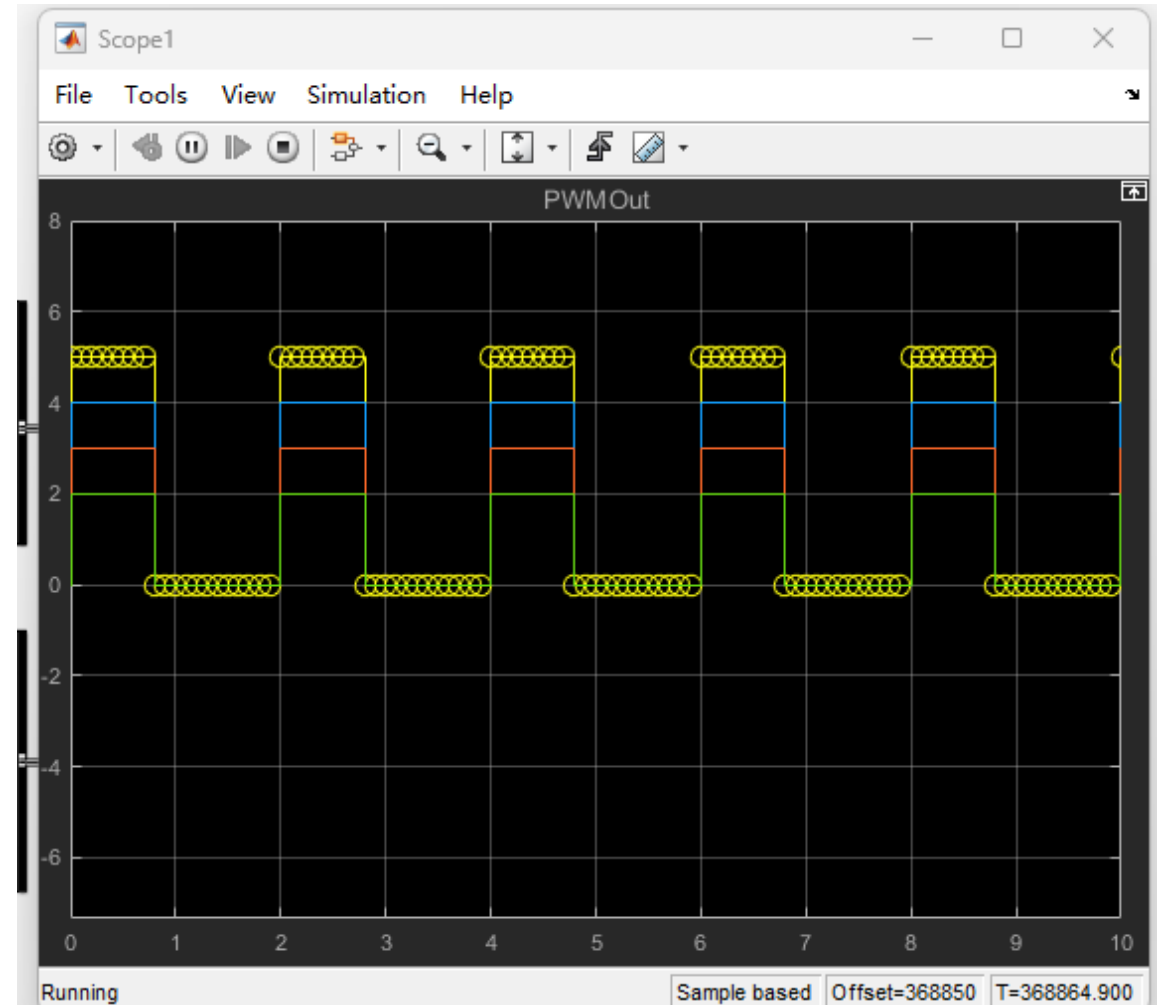 Scope1
File Tools View Simulation Help
PWMOut
8
6
4
2
0
-2
-4
-6
0 1 2 3 4 5 6 7 8 9 10
Running Sample based Offset=368850 T=368864.900